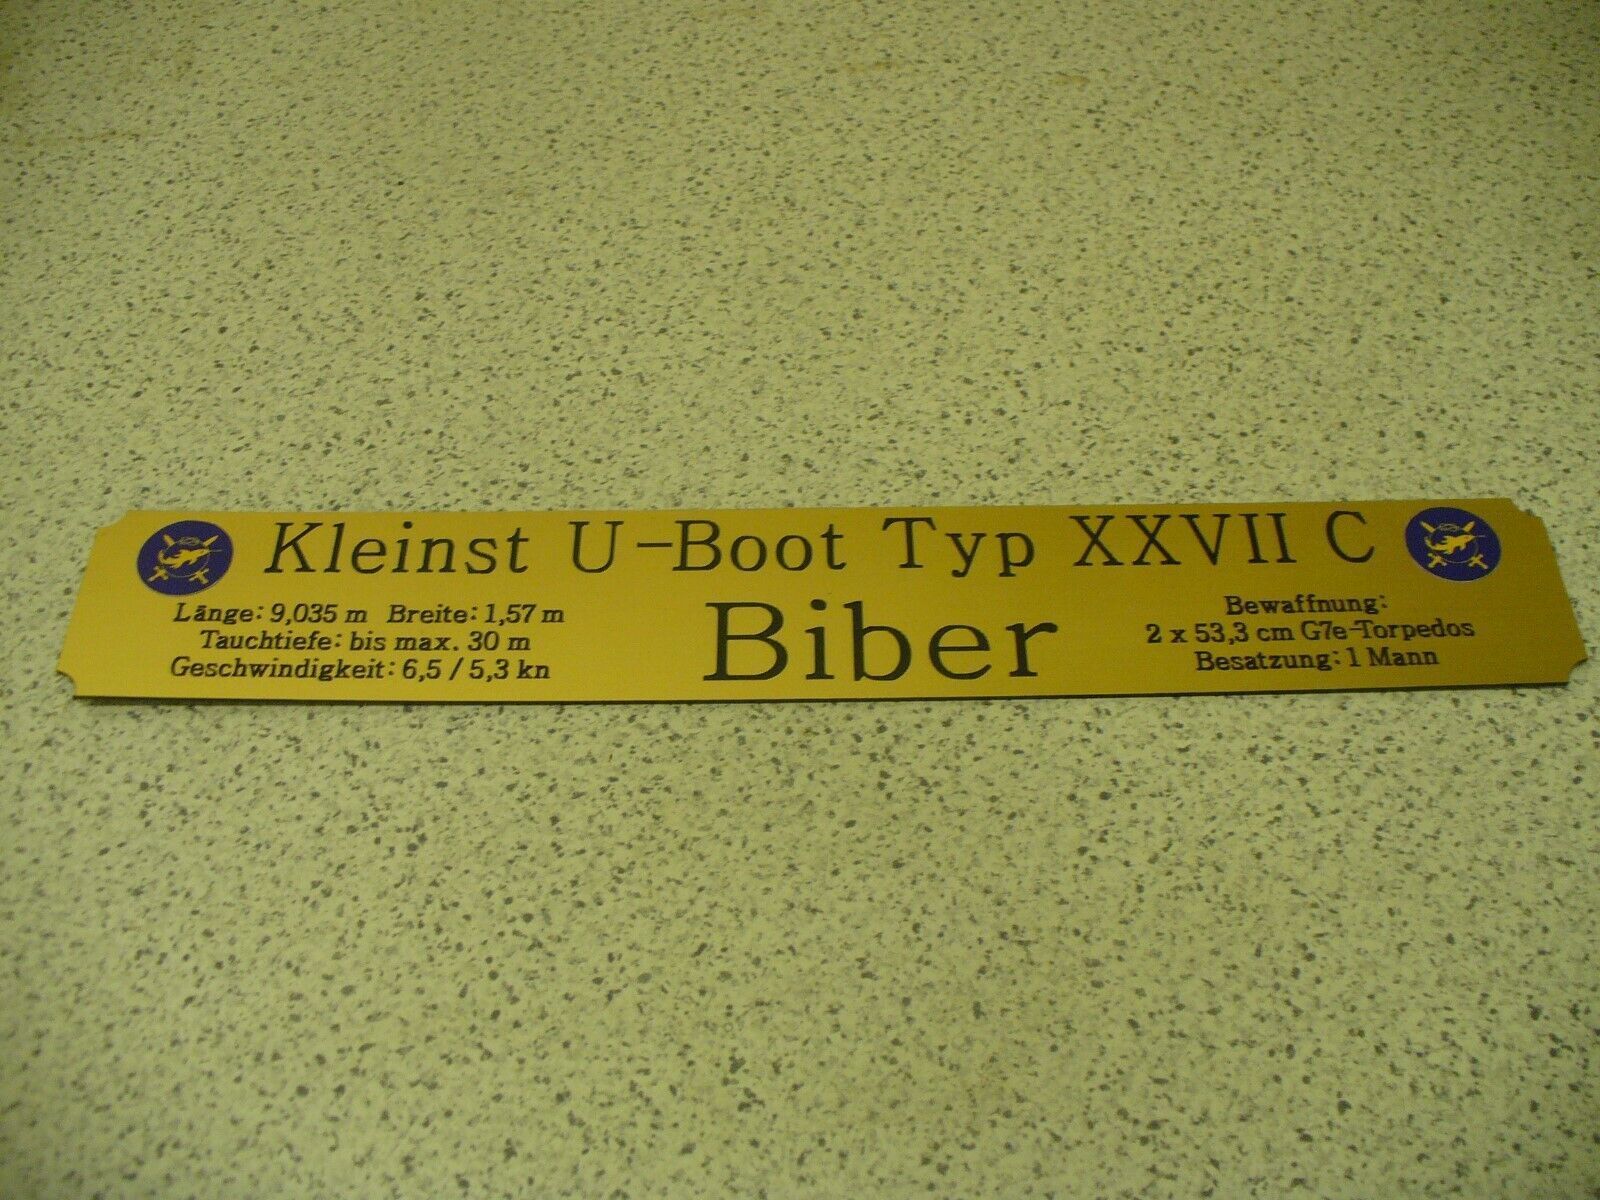 Kleinst U-Boot Typ XXVII C
Länge: 9,035 m Breite: 1,57 m
Tauchtiefe: bis max. 30 m
Geschwindigkeit: 6,5 / 5,3 kn
Biber
Bewaffnung:
2 x 53,3 cm G7e-Torpedos
Besatzung: 1 Mann